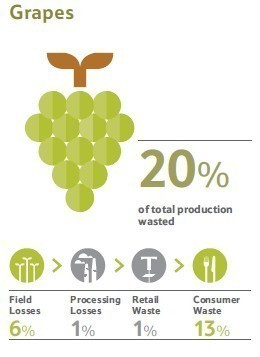 Grapes
20%
of total production
wasted
> > >
Field Processing Retail Consumer
Losses Losses Waste Waste
6% 1% 1% 13%